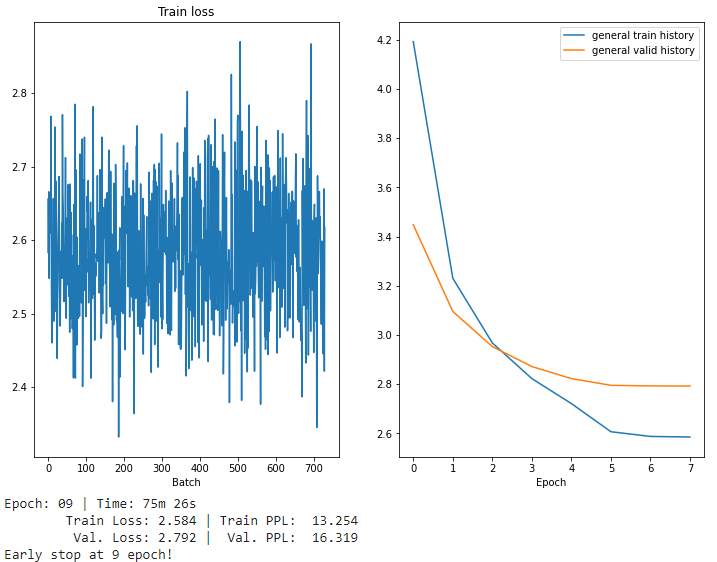 Train loss
2.8
2.7
2.6
2.5
2.4
0 100 200 300 400 500 600 700
Batch
general train history
general valid history
4.2
4.0
3.8
3.6
3.4
3.2
3.0
2.8
2.6
0 1 2 3 4 5 6 7
Epoch
Epoch: 09 | Time: 75m 26s
Train Loss: 2.584 | Train PPL:  13.254
Val. Loss: 2.792 |  Val. PPL:  16.319
Early stop at 9 epoch!